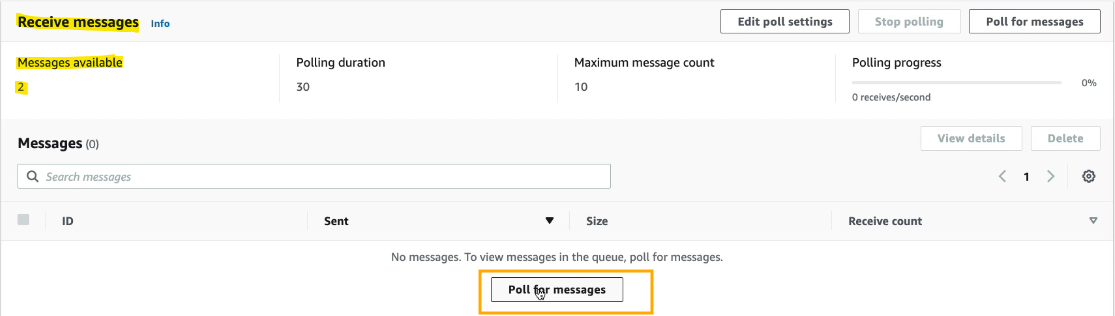 Receive messages Info Edit poll settings Stop polling Poll for messages
Messages available Polling duration Maximum message count Polling progress
2 30 10 0%
0 receives/second
Messages (0) View details Delete
Search messages 1
ID Sent Size Receive count
No messages. To view messages in the queue, poll for messages.
Poll for messages